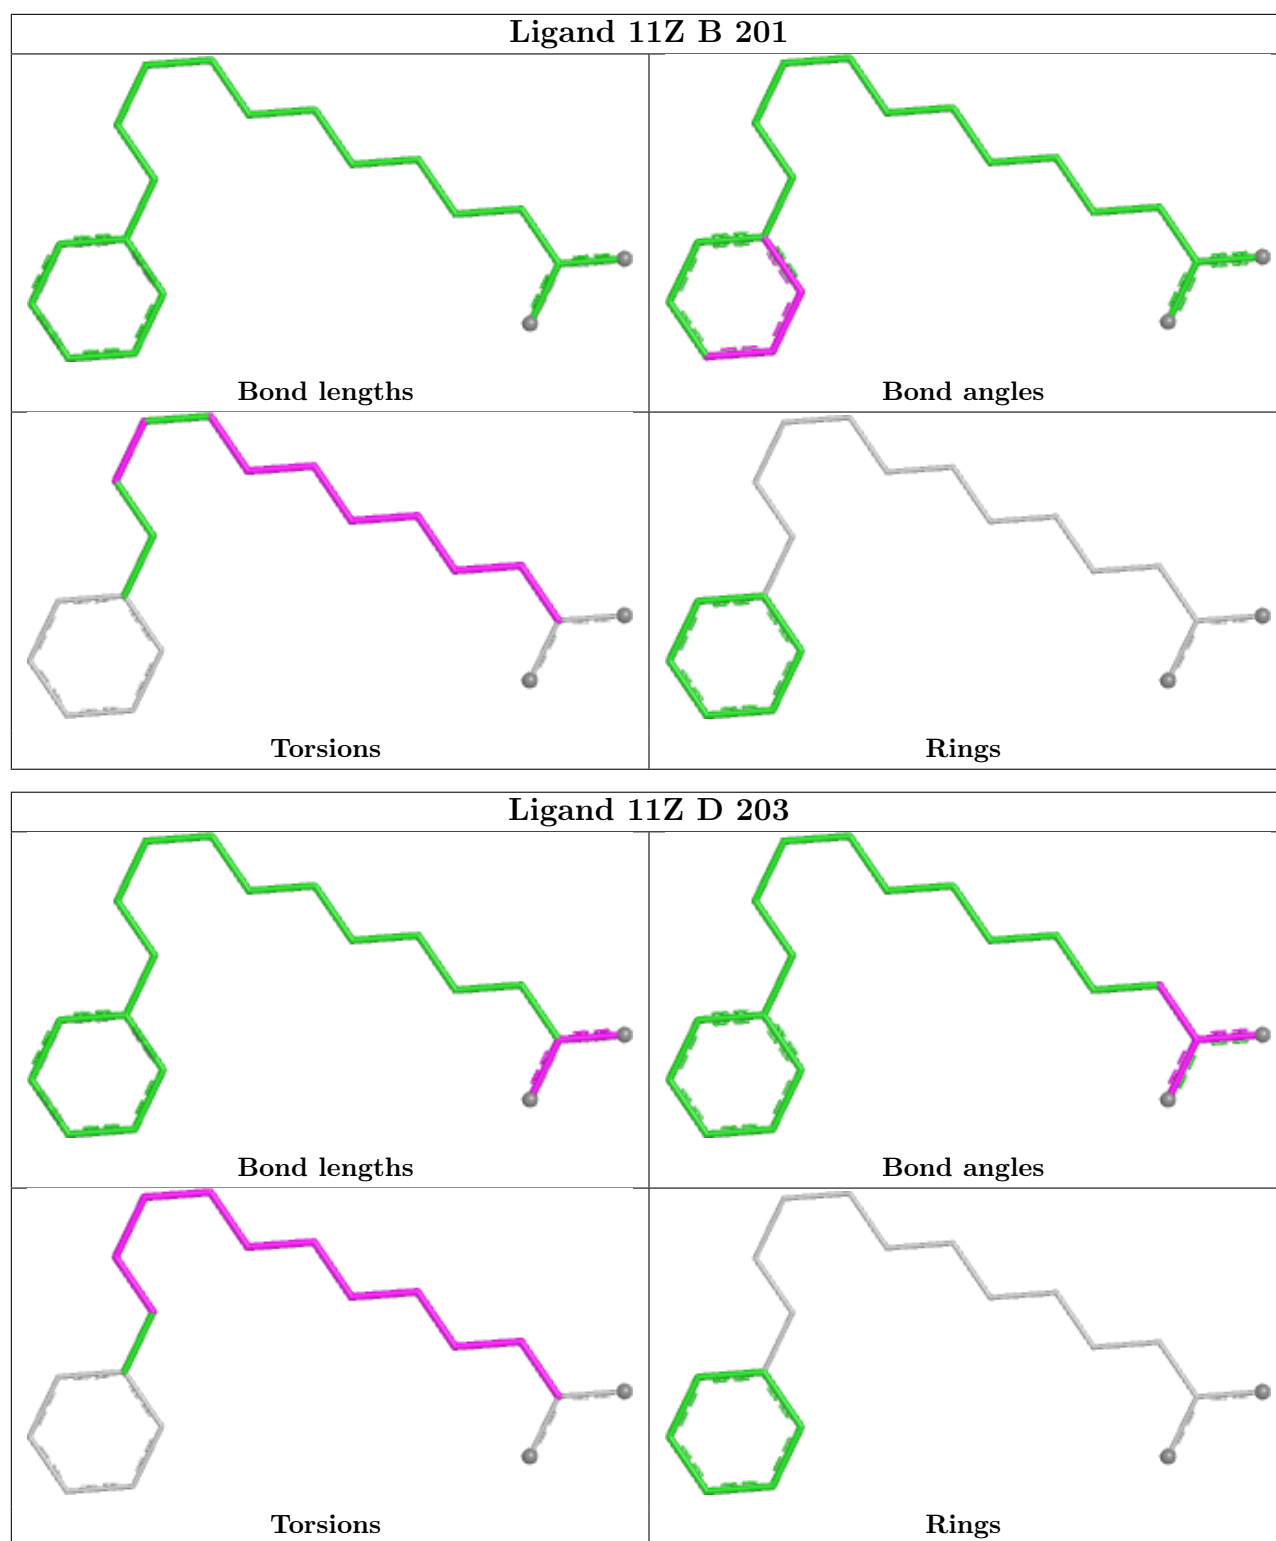 Ligand 11Z B 201
Bond lengths
Bond angles
Torsions
Rings
Ligand 11Z D 203
Bond lengths
Bond angles
Torsions
Rings